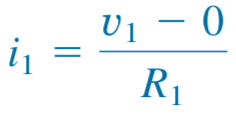 i₁ = (v₁ − 0) / R₁